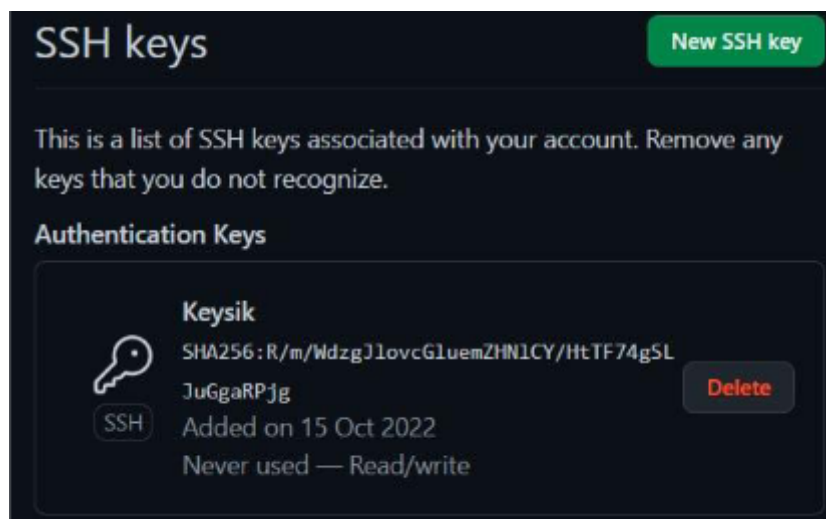 SSH keys
New SSH key
This is a list of SSH keys associated with your account. Remove any
keys that you do not recognize.
Authentication Keys
Keysik
SHA256:R/m/WdzgJlovcGluemZHNlCY/HtTF74gSL
JuGgaRPjg
Delete
SSH
Added on 15 Oct 2022
Never used — Read/write